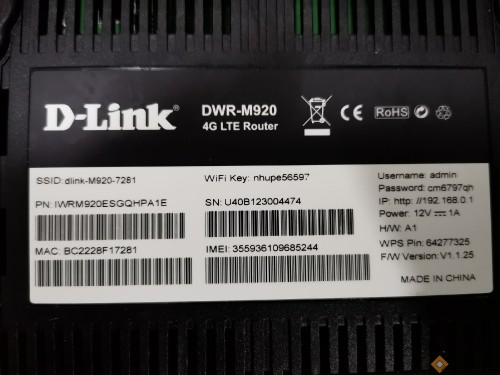 D-Link®
DWR-M920
4G LTE Router
CE
RoHS
SSID: dlink-M920-7281
WiFi Key: nhupe56597
Username: admin
Password: cm6797qh
PN: IWRM920ESGQHPA1E
SN: U40B123004474
IP: http: //192.168.0.1
Power: 12V⎓1A
H/W: A1
MAC: BC2228F17281
IMEI: 355936109685244
WPS Pin: 64277325
F/W Version: V1.1.25
MADE IN CHINA